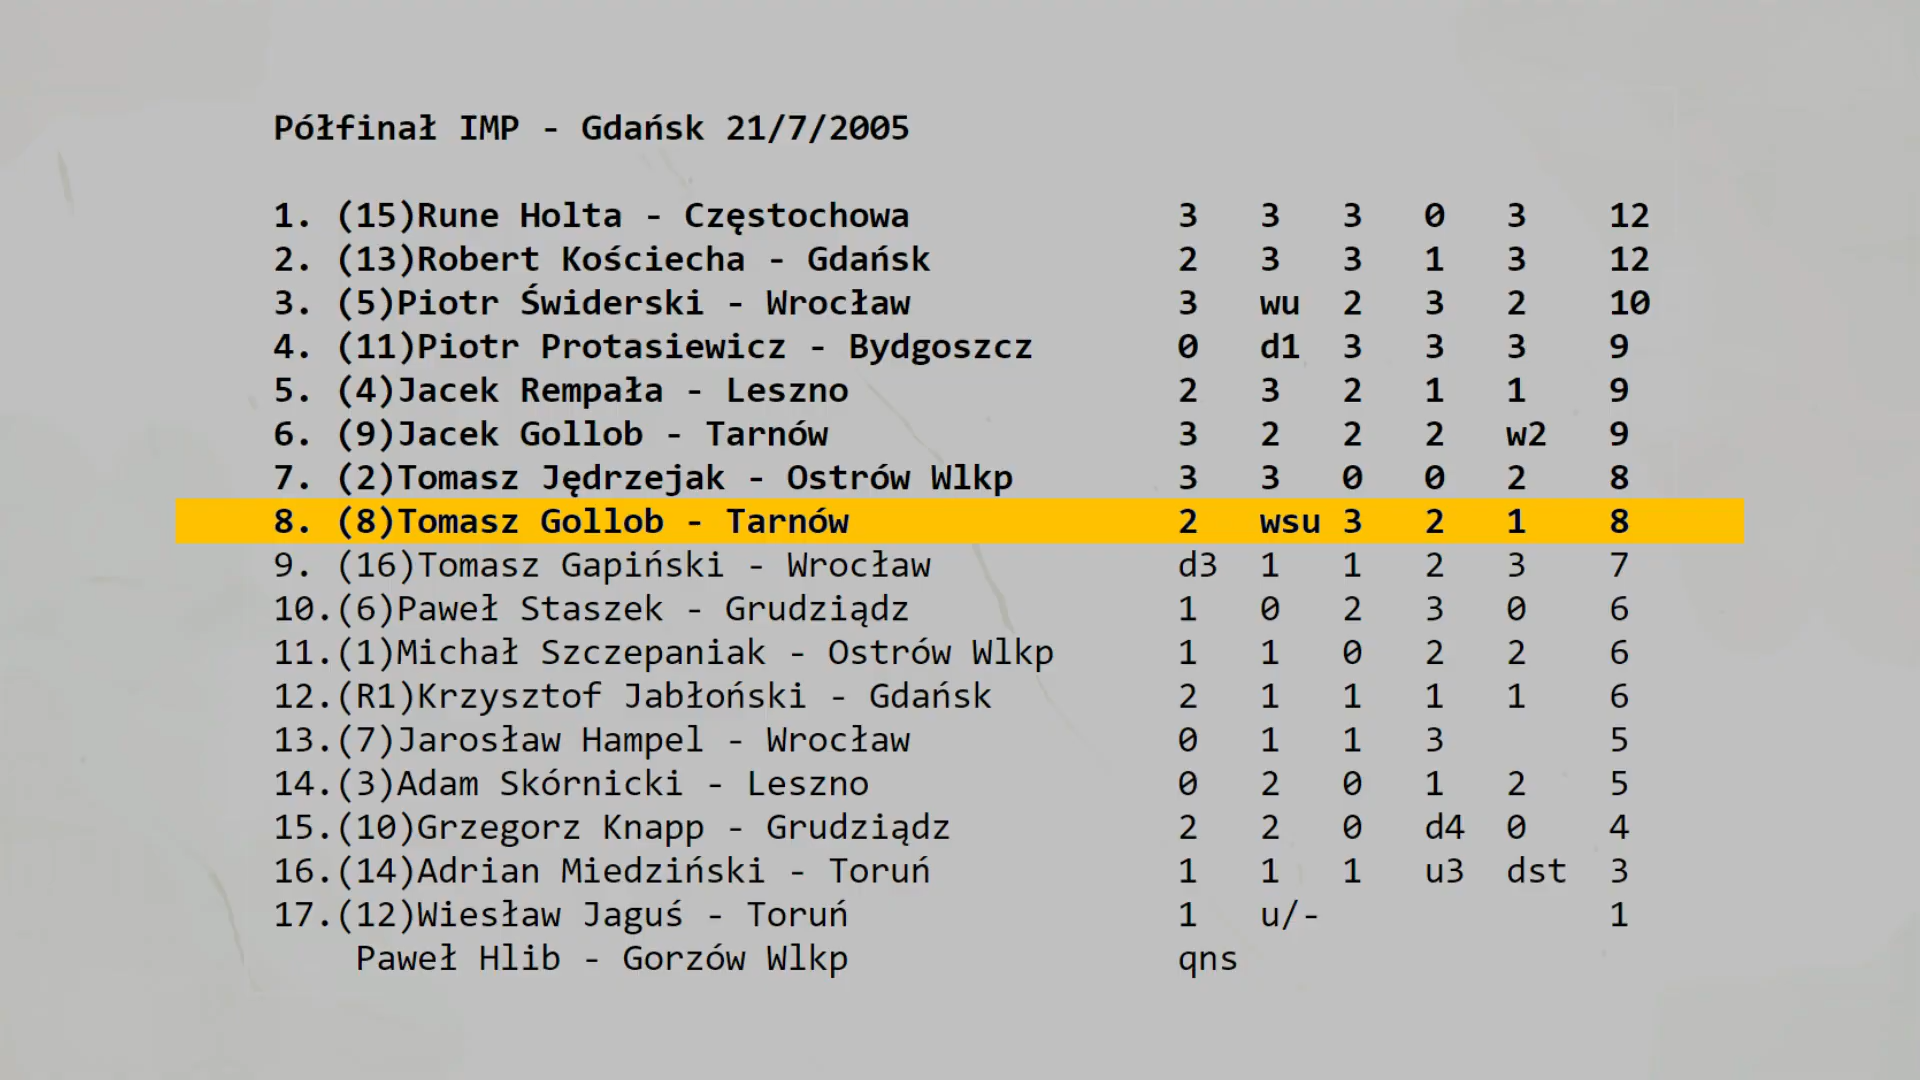 Półfinał IMP - Gdańsk 21/7/2005
1. (15)Rune Holta - Częstochowa 3 3 3 0 3 12
2. (13)Robert Kościecha - Gdańsk 2 3 3 1 3 12
3. (5)Piotr Świderski - Wrocław 3 wu 2 3 2 10
4. (11)Piotr Protasiewicz - Bydgoszcz 0 d1 3 3 3 9
5. (4)Jacek Rempała - Leszno 2 3 2 1 1 9
6. (9)Jacek Gollob - Tarnów 3 2 2 2 w2 9
7. (2)Tomasz Jędrzejak - Ostrów Wlkp 3 3 0 0 2 8
8. (8)Tomasz Gollob - Tarnów 2 wsu 3 2 1 8
9. (16)Tomasz Gapiński - Wrocław d3 1 1 2 3 7
10.(6)Paweł Staszek - Grudziądz 1 0 2 3 0 6
11.(1)Michał Szczepaniak - Ostrów Wlkp 1 1 0 2 2 6
12.(R1)Krzysztof Jabłoński - Gdańsk 2 1 1 1 1 6
13.(7)Jarosław Hampel - Wrocław 0 1 1 3 5
14.(3)Adam Skórnicki - Leszno 0 2 0 1 2 5
15.(10)Grzegorz Knapp - Grudziądz 2 2 0 d4 0 4
16.(14)Adrian Miedziński - Toruń 1 1 1 u3 dst 3
17.(12)Wiesław Jaguś - Toruń 1 u/- 1
Paweł Hlib - Gorzów Wlkp qns